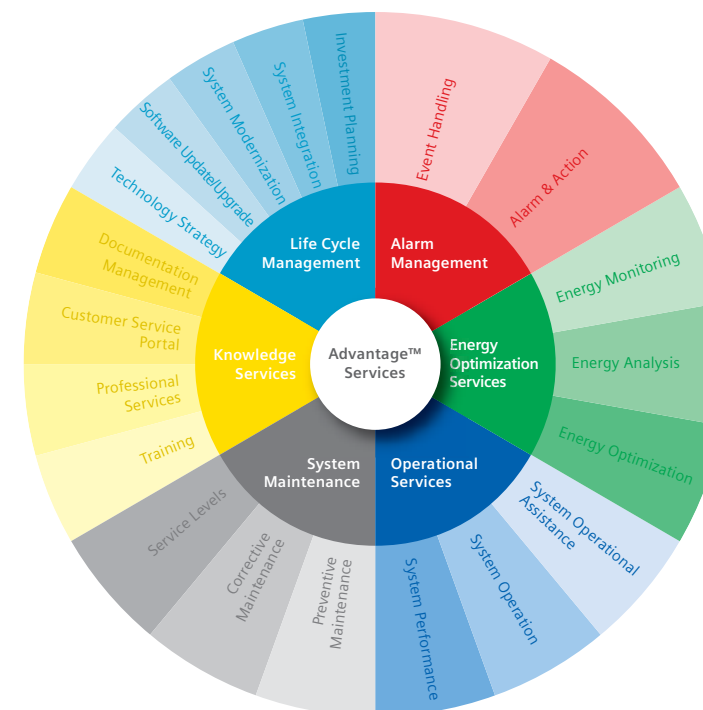 Advantage™
Services
Alarm
Management
Event Handling
Alarm & Action
Energy
Optimization
Services
Energy Monitoring
Energy Analysis
Energy Optimization
Operational
Services
System Operational
Assistance
System Operation
System Performance
System
Maintenance
Preventive
Maintenance
Corrective
Maintenance
Service Levels
Knowledge
Services
Training
Professional
Services
Customer Service
Portal
Documentation
Management
Life Cycle
Management
Technology Strategy
Software Update/Upgrade
System Modernization
System Integration
Investment Planning